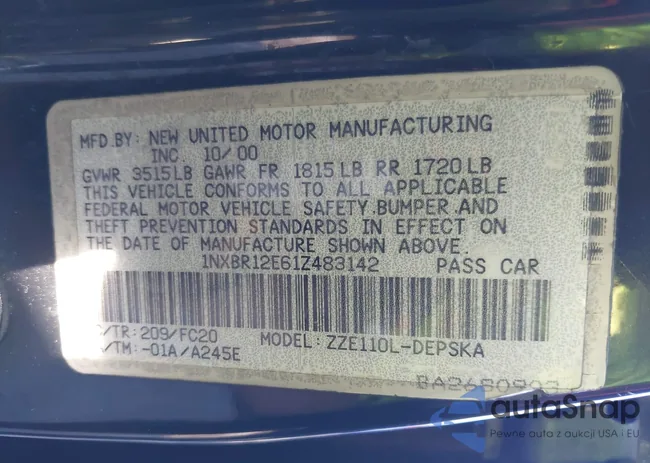 MFD.BY: NEW UNITED MOTOR MANUFACTURING
INC. 10/00
GVWR 3515LB GAWR FR 1815LB RR 1720LB
THIS VEHICLE CONFORMS TO ALL APPLICABLE
FEDERAL MOTOR VEHICLE SAFETY,BUMPER,AND
THEFT PREVENTION STANDARDS IN EFFECT ON
THE DATE OF MANUFACTURE SHOWN ABOVE.
1NXBR12E61Z483142 PASS CAR
/TR: 209/FC20
/TM: -01A/A245E
MODEL: ZZE110L-DEPSKA
autoSnap
Pewne auto z aukcji USA i EU